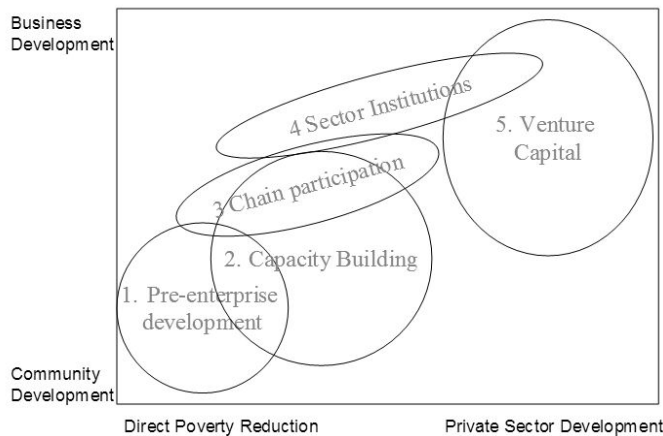 Business
Development
4 Sector Institutions
5. Venture
Capital
3 Chain participation
2. Capacity Building
1. Pre-enterprise
development
Community
Development
Direct Poverty Reduction
Private Sector Development